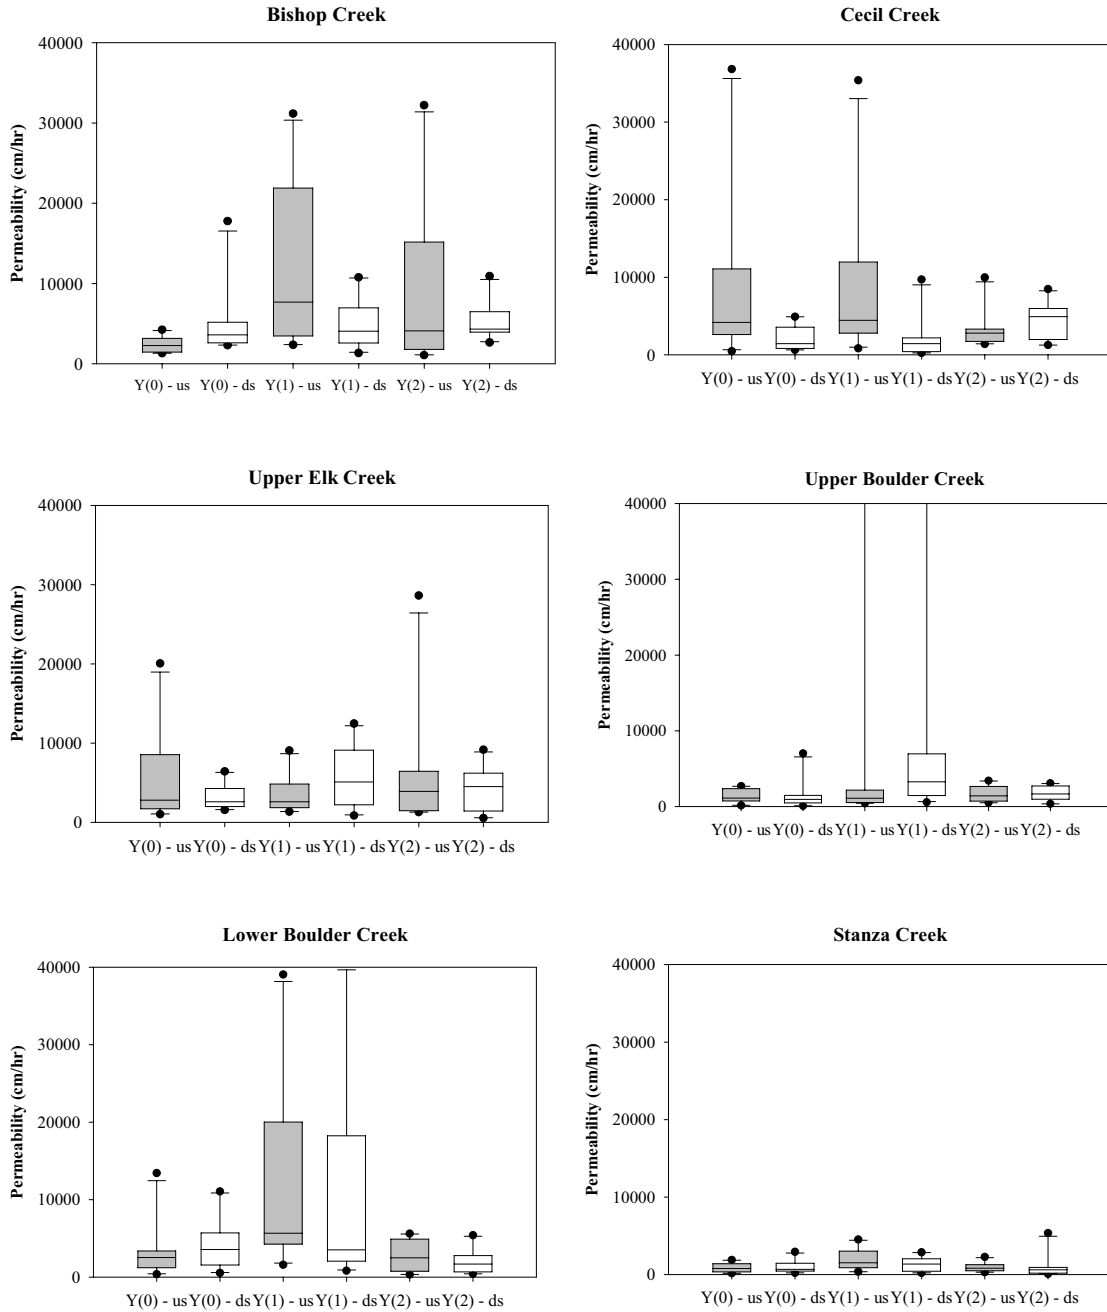 Bishop Creek
Permeability (cm/hr)
40000
30000
20000
10000
0
Y(0) - us Y(0) - ds Y(1) - us Y(1) - ds Y(2) - us Y(2) - ds
Cecil Creek
Permeability (cm/hr)
40000
30000
20000
10000
0
Y(0) - us Y(0) - ds Y(1) - us Y(1) - ds Y(2) - us Y(2) - ds
Upper Elk Creek
Permeability (cm/hr)
40000
30000
20000
10000
0
Y(0) - us Y(0) - ds Y(1) - us Y(1) - ds Y(2) - us Y(2) - ds
Upper Boulder Creek
Permeability (cm/hr)
40000
30000
20000
10000
0
Y(0) - us Y(0) - ds Y(1) - us Y(1) - ds Y(2) - us Y(2) - ds
Lower Boulder Creek
Permeability (cm/hr)
40000
30000
20000
10000
0
Y(0) - us Y(0) - ds Y(1) - us Y(1) - ds Y(2) - us Y(2) - ds
Stanza Creek
Permeability (cm/hr)
40000
30000
20000
10000
0
Y(0) - us Y(0) - ds Y(1) - us Y(1) - ds Y(2) - us Y(2) - ds